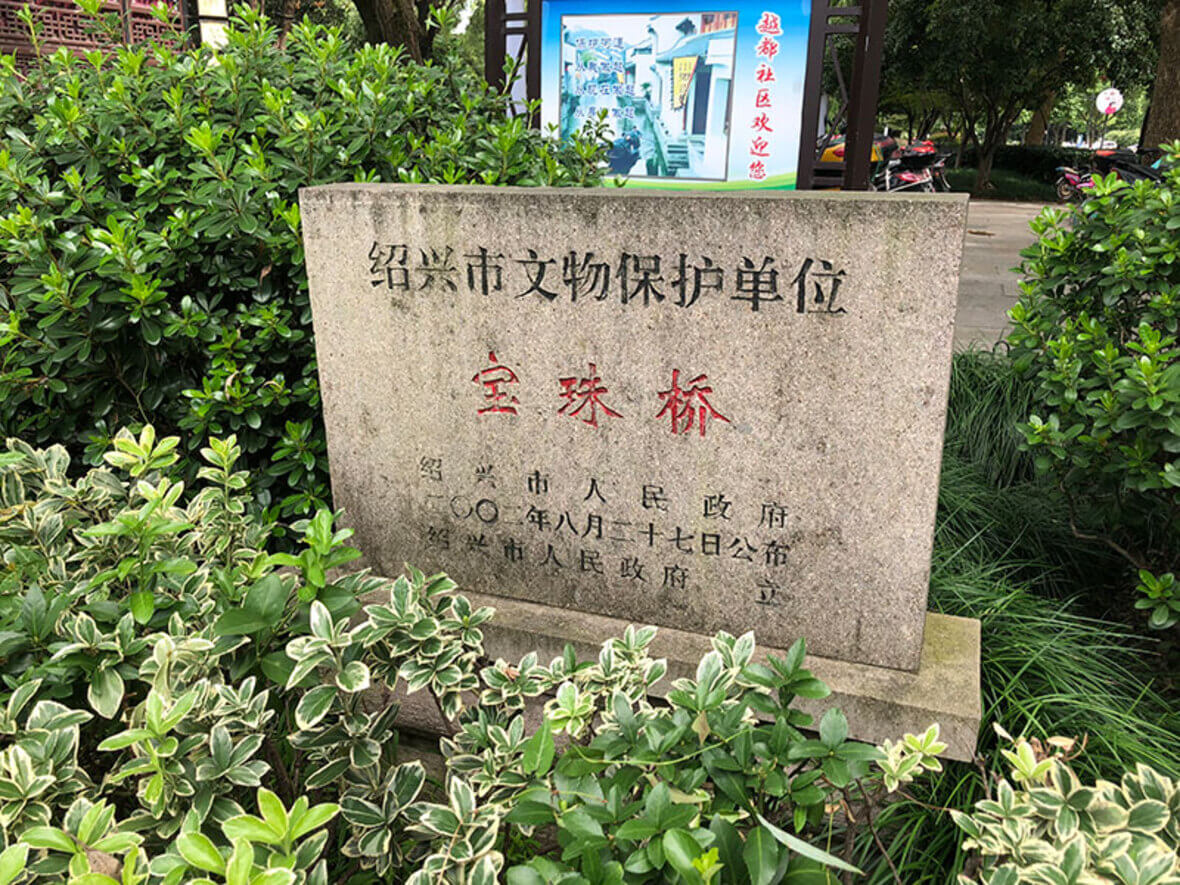 越都社区欢迎您
绍兴市文物保护单位
宝珠桥
绍兴市人民政府
二〇〇二年八月二十七日公布
绍兴市人民政府 立